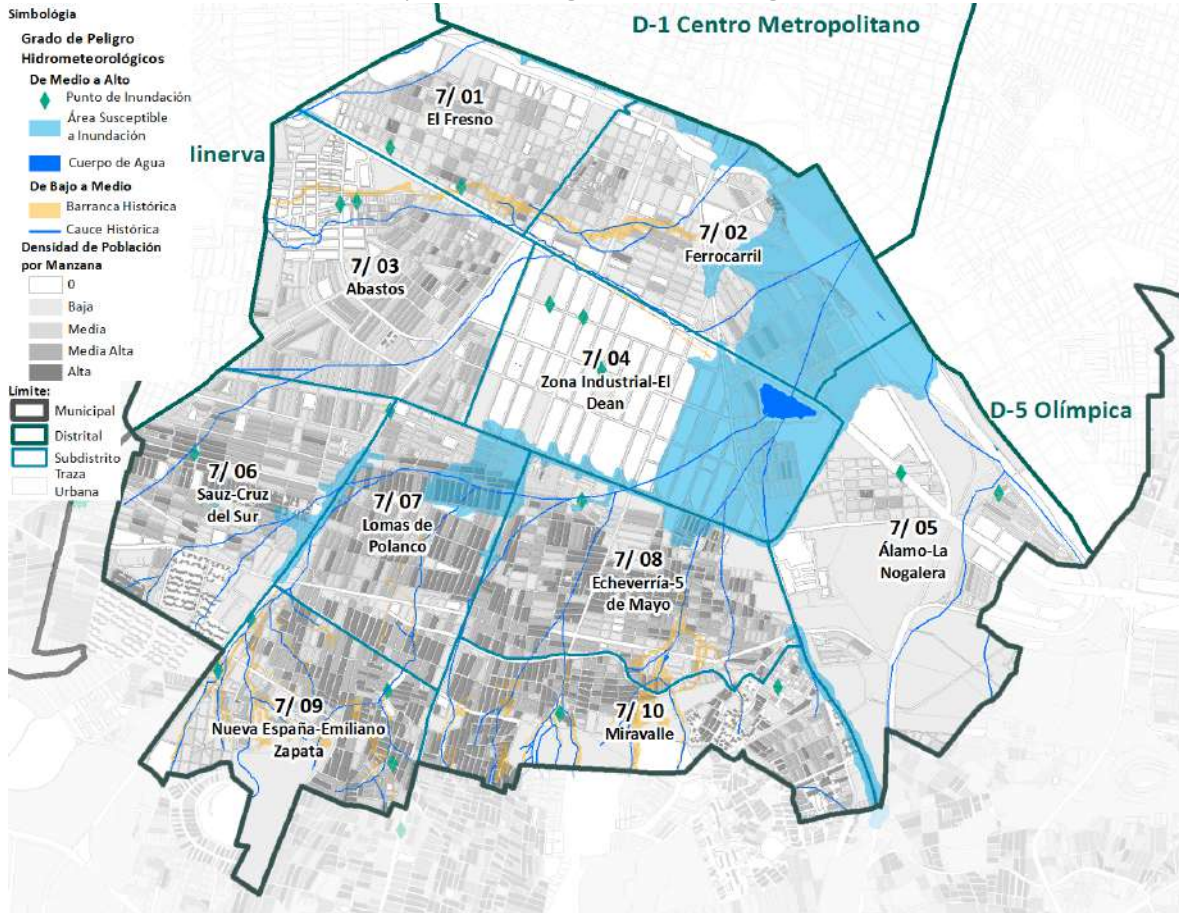 Simbólogia
Grado de Peligro
Hidrometeorológicos
De Medio a Alto
Punto de Inundación
Área Susceptible
a Inundación
Cuerpo de Agua
De Bajo a Medio
Barranca Histórica
Cauce Histórica
Densidad de Población
por Manzana
0
Baja
Media
Media Alta
Alta
Límite:
Municipal
Distrital
Subdistrito
Traza
Urbana
D-1 Centro Metropolitano
linerva
D-5 Olímpica
7/ 01
El Fresno
7/ 02
Ferrocarril
7/ 03
Abastos
7/ 04
Zona Industrial-El
Dean
7/ 05
Álamo-La
Nogalera
7/ 06
Sauz-Cruz
del Sur
7/ 07
Lomas de
Polanco
7/ 08
Echeverría-5
de Mayo
7/ 09
Nueva España-Emiliano
Zapata
7/ 10
Miravalle